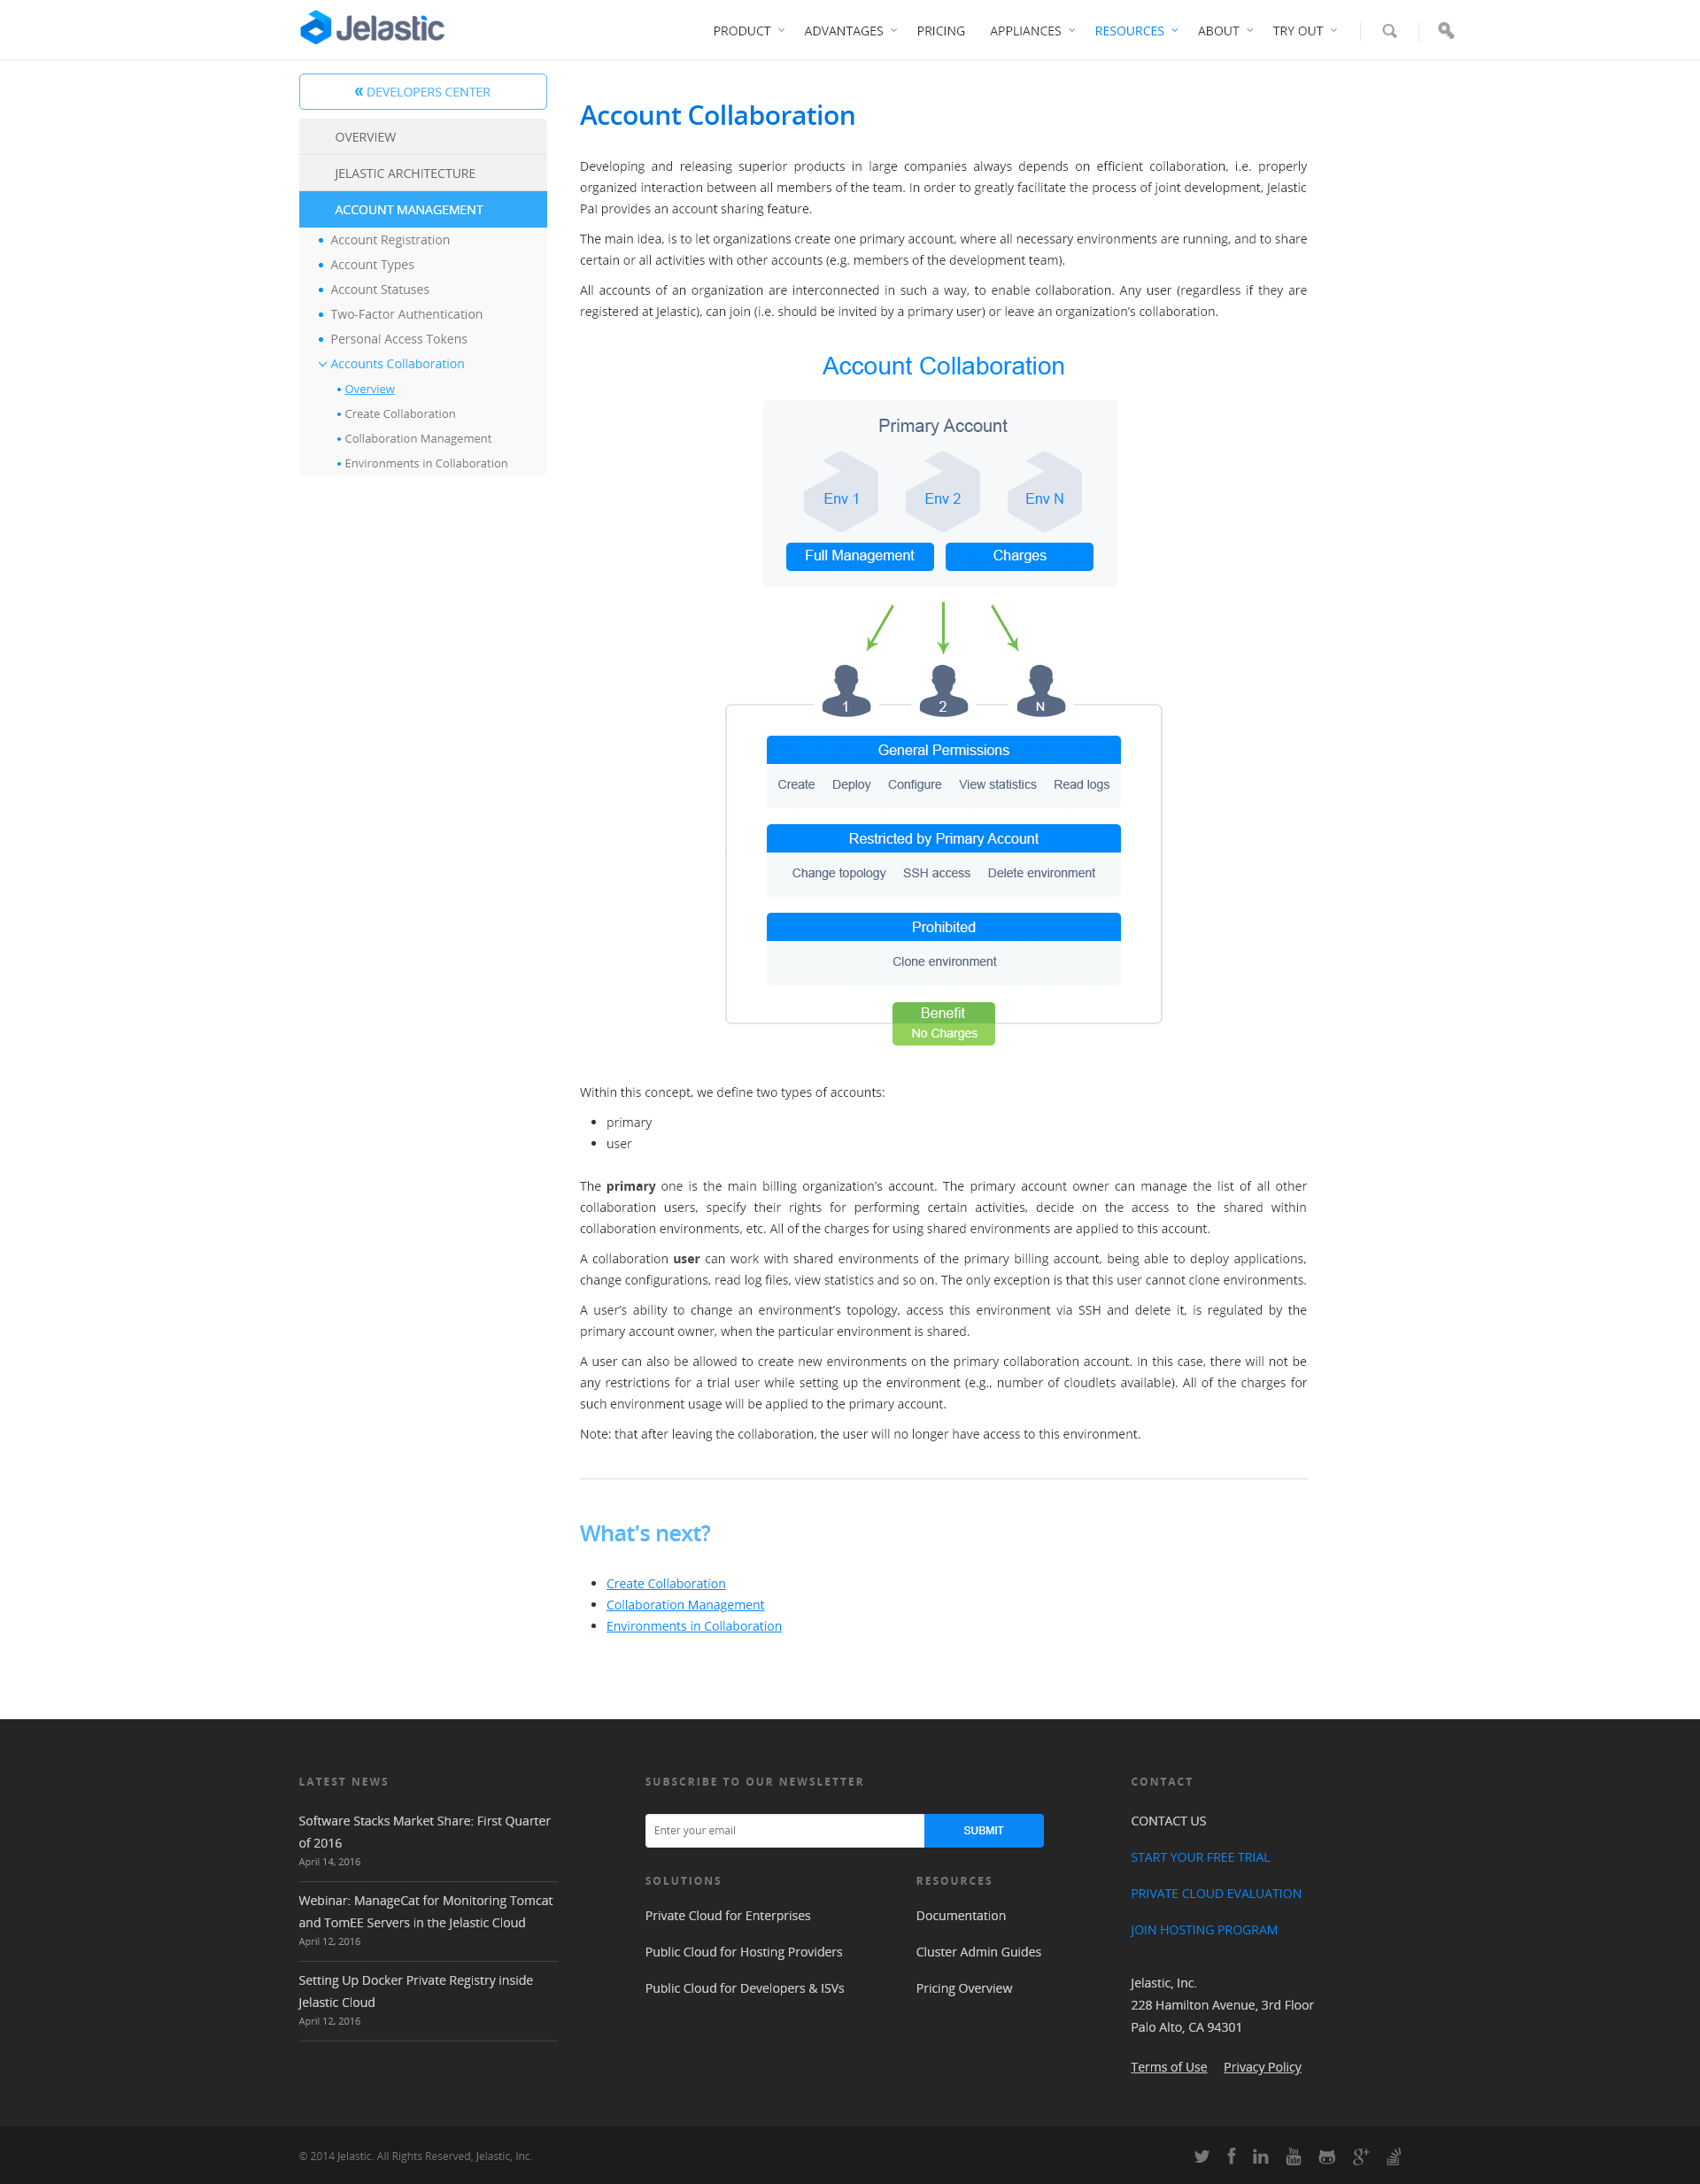 Jelastic
PRODUCT ADVANTAGES PRICING APPLIANCES RESOURCES ABOUT TRY OUT
« DEVELOPERS CENTER
OVERVIEW
JELASTIC ARCHITECTURE
ACCOUNT MANAGEMENT
Account Registration
Account Types
Account Statuses
Two-Factor Authentication
Personal Access Tokens
Accounts Collaboration
Overview
Create Collaboration
Collaboration Management
Environments in Collaboration
Account Collaboration
Developing and releasing superior products in large companies always depends on efficient collaboration, i.e. properly
organized interaction between all members of the team. In order to greatly facilitate the process of joint development, Jelastic
PaI provides an account sharing feature.
The main idea, is to let organizations create one primary account, where all necessary environments are running, and to share
certain or all activities with other accounts (e.g. members of the development team).
All accounts of an organization are interconnected in such a way, to enable collaboration. Any user (regardless if they are
registered at Jelastic), can join (i.e. should be invited by a primary user) or leave an organization’s collaboration.
Account Collaboration
Primary Account
Env 1 Env 2 Env N
Full Management Charges
1 2 N
General Permissions
Create Deploy Configure View statistics Read logs
Restricted by Primary Account
Change topology SSH access Delete environment
Prohibited
Clone environment
Benefit
No Charges
Within this concept, we define two types of accounts:
primary
user
The primary one is the main billing organization’s account. The primary account owner can manage the list of all other
collaboration users, specify their rights for performing certain activities, decide on the access to the shared within
collaboration environments, etc. All of the charges for using shared environments are applied to this account.
A collaboration user can work with shared environments of the primary billing account, being able to deploy applications,
change configurations, read log files, view statistics and so on. The only exception is that this user cannot clone environments.
A user’s ability to change an environment’s topology, access this environment via SSH and delete it, is regulated by the
primary account owner, when the particular environment is shared.
A user can also be allowed to create new environments on the primary collaboration account. In this case, there will not be
any restrictions for a trial user while setting up the environment (e.g., number of cloudlets available). All of the charges for
such environment usage will be applied to the primary account.
Note: that after leaving the collaboration, the user will no longer have access to this environment.
What's next?
Create Collaboration
Collaboration Management
Environments in Collaboration
LATEST NEWS
Software Stacks Market Share: First Quarter
of 2016
April 14, 2016
Webinar: ManageCat for Monitoring Tomcat
and TomEE Servers in the Jelastic Cloud
April 12, 2016
Setting Up Docker Private Registry inside
Jelastic Cloud
April 12, 2016
SUBSCRIBE TO OUR NEWSLETTER
Enter your email SUBMIT
SOLUTIONS
Private Cloud for Enterprises
Public Cloud for Hosting Providers
Public Cloud for Developers & ISVs
RESOURCES
Documentation
Cluster Admin Guides
Pricing Overview
CONTACT
CONTACT US
START YOUR FREE TRIAL
PRIVATE CLOUD EVALUATION
JOIN HOSTING PROGRAM
Jelastic, Inc.
228 Hamilton Avenue, 3rd Floor
Palo Alto, CA 94301
Terms of Use Privacy Policy
© 2014 Jelastic. All Rights Reserved, Jelastic, Inc.